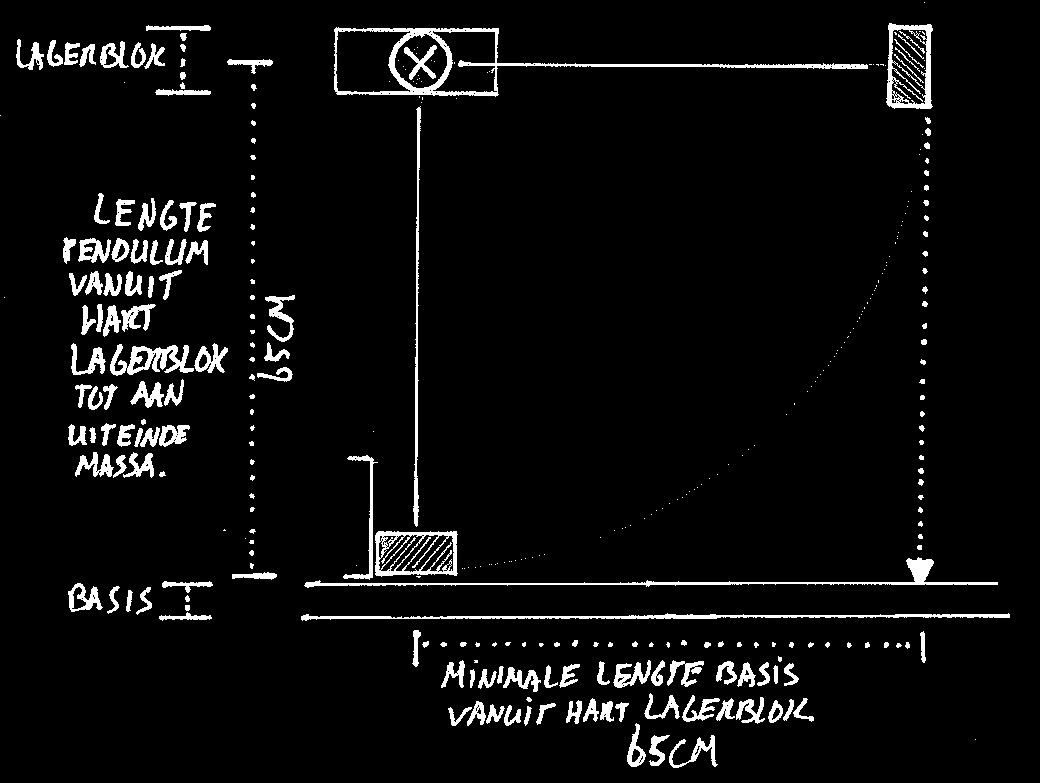 LAGERBLOK
LENGTE
PENDULUM
VANUIT
HART
LAGERBLOK
TOT AAN
UITEINDE
MASSA.
65CM
BASIS
MINIMALE LENGTE BASIS
VANUIT HART LAGERBLOK.
65CM